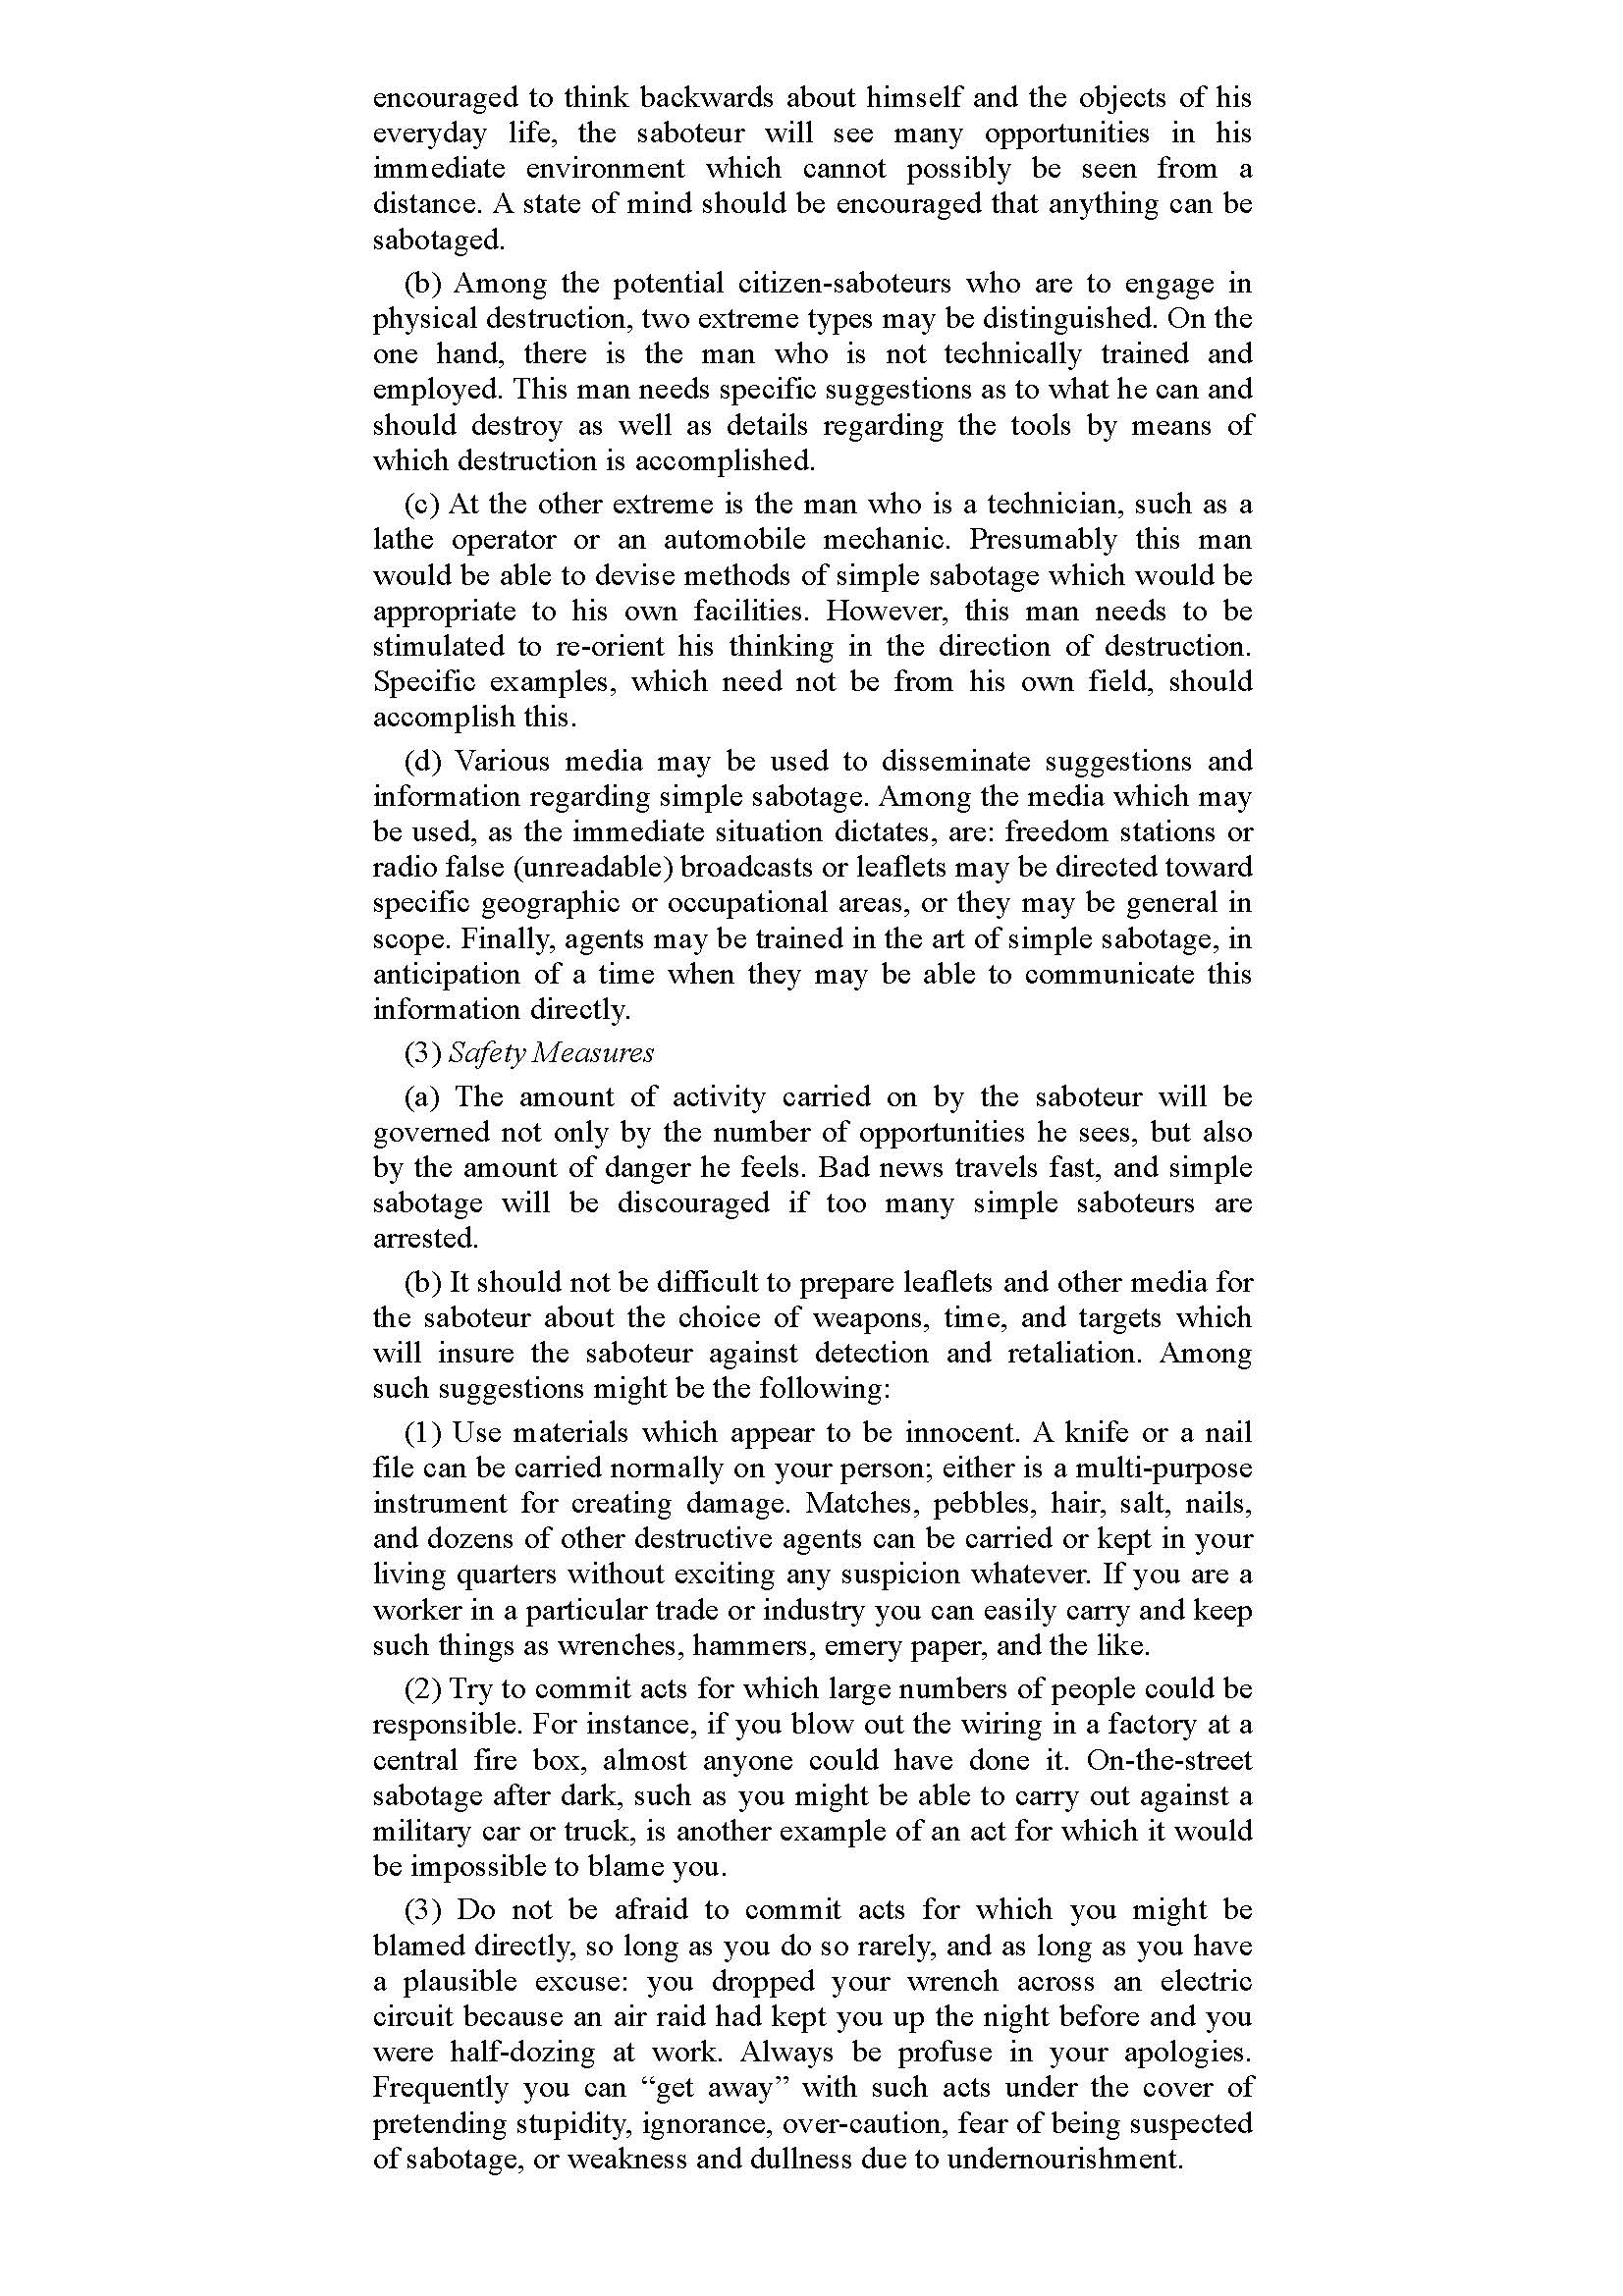 encouraged to think backwards about himself and the objects of his
everyday life, the saboteur will see many opportunities in his
immediate environment which cannot possibly be seen from a
distance. A state of mind should be encouraged that anything can be
sabotaged.
(b) Among the potential citizen-saboteurs who are to engage in
physical destruction, two extreme types may be distinguished. On the
one hand, there is the man who is not technically trained and
employed. This man needs specific suggestions as to what he can and
should destroy as well as details regarding the tools by means of
which destruction is accomplished.
(c) At the other extreme is the man who is a technician, such as a
lathe operator or an automobile mechanic. Presumably this man
would be able to devise methods of simple sabotage which would be
appropriate to his own facilities. However, this man needs to be
stimulated to re-orient his thinking in the direction of destruction.
Specific examples, which need not be from his own field, should
accomplish this.
(d) Various media may be used to disseminate suggestions and
information regarding simple sabotage. Among the media which may
be used, as the immediate situation dictates, are: freedom stations or
radio false (unreadable) broadcasts or leaflets may be directed toward
specific geographic or occupational areas, or they may be general in
scope. Finally, agents may be trained in the art of simple sabotage, in
anticipation of a time when they may be able to communicate this
information directly.
(3) Safety Measures
(a) The amount of activity carried on by the saboteur will be
governed not only by the number of opportunities he sees, but also
by the amount of danger he feels. Bad news travels fast, and simple
sabotage will be discouraged if too many simple saboteurs are
arrested.
(b) It should not be difficult to prepare leaflets and other media for
the saboteur about the choice of weapons, time, and targets which
will insure the saboteur against detection and retaliation. Among
such suggestions might be the following:
(1) Use materials which appear to be innocent. A knife or a nail
file can be carried normally on your person; either is a multi-purpose
instrument for creating damage. Matches, pebbles, hair, salt, nails,
and dozens of other destructive agents can be carried or kept in your
living quarters without exciting any suspicion whatever. If you are a
worker in a particular trade or industry you can easily carry and keep
such things as wrenches, hammers, emery paper, and the like.
(2) Try to commit acts for which large numbers of people could be
responsible. For instance, if you blow out the wiring in a factory at a
central fire box, almost anyone could have done it. On-the-street
sabotage after dark, such as you might be able to carry out against a
military car or truck, is another example of an act for which it would
be impossible to blame you.
(3) Do not be afraid to commit acts for which you might be
blamed directly, so long as you do so rarely, and as long as you have
a plausible excuse: you dropped your wrench across an electric
circuit because an air raid had kept you up the night before and you
were half-dozing at work. Always be profuse in your apologies.
Frequently you can “get away” with such acts under the cover of
pretending stupidity, ignorance, over-caution, fear of being suspected
of sabotage, or weakness and dullness due to undernourishment.